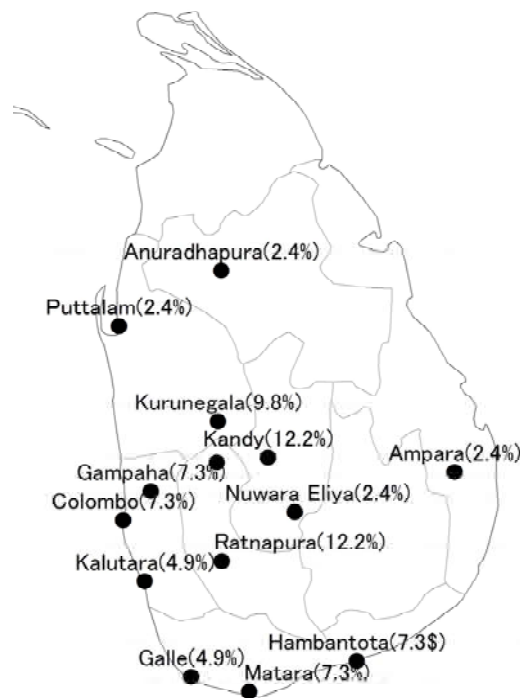 Anuradhapura(2.4%)
Puttalam(2.4%)
Kurunegala(9.8%)
Kandy(12.2%)
Ampara(2.4%)
Gampaha(7.3%)
Nuwara Eliya(2.4%)
Colombo(7.3%)
Ratnapura(12.2%)
Kalutara(4.9%)
Hambantota(7.3$)
Galle(4.9%)
Matara(7.3%)